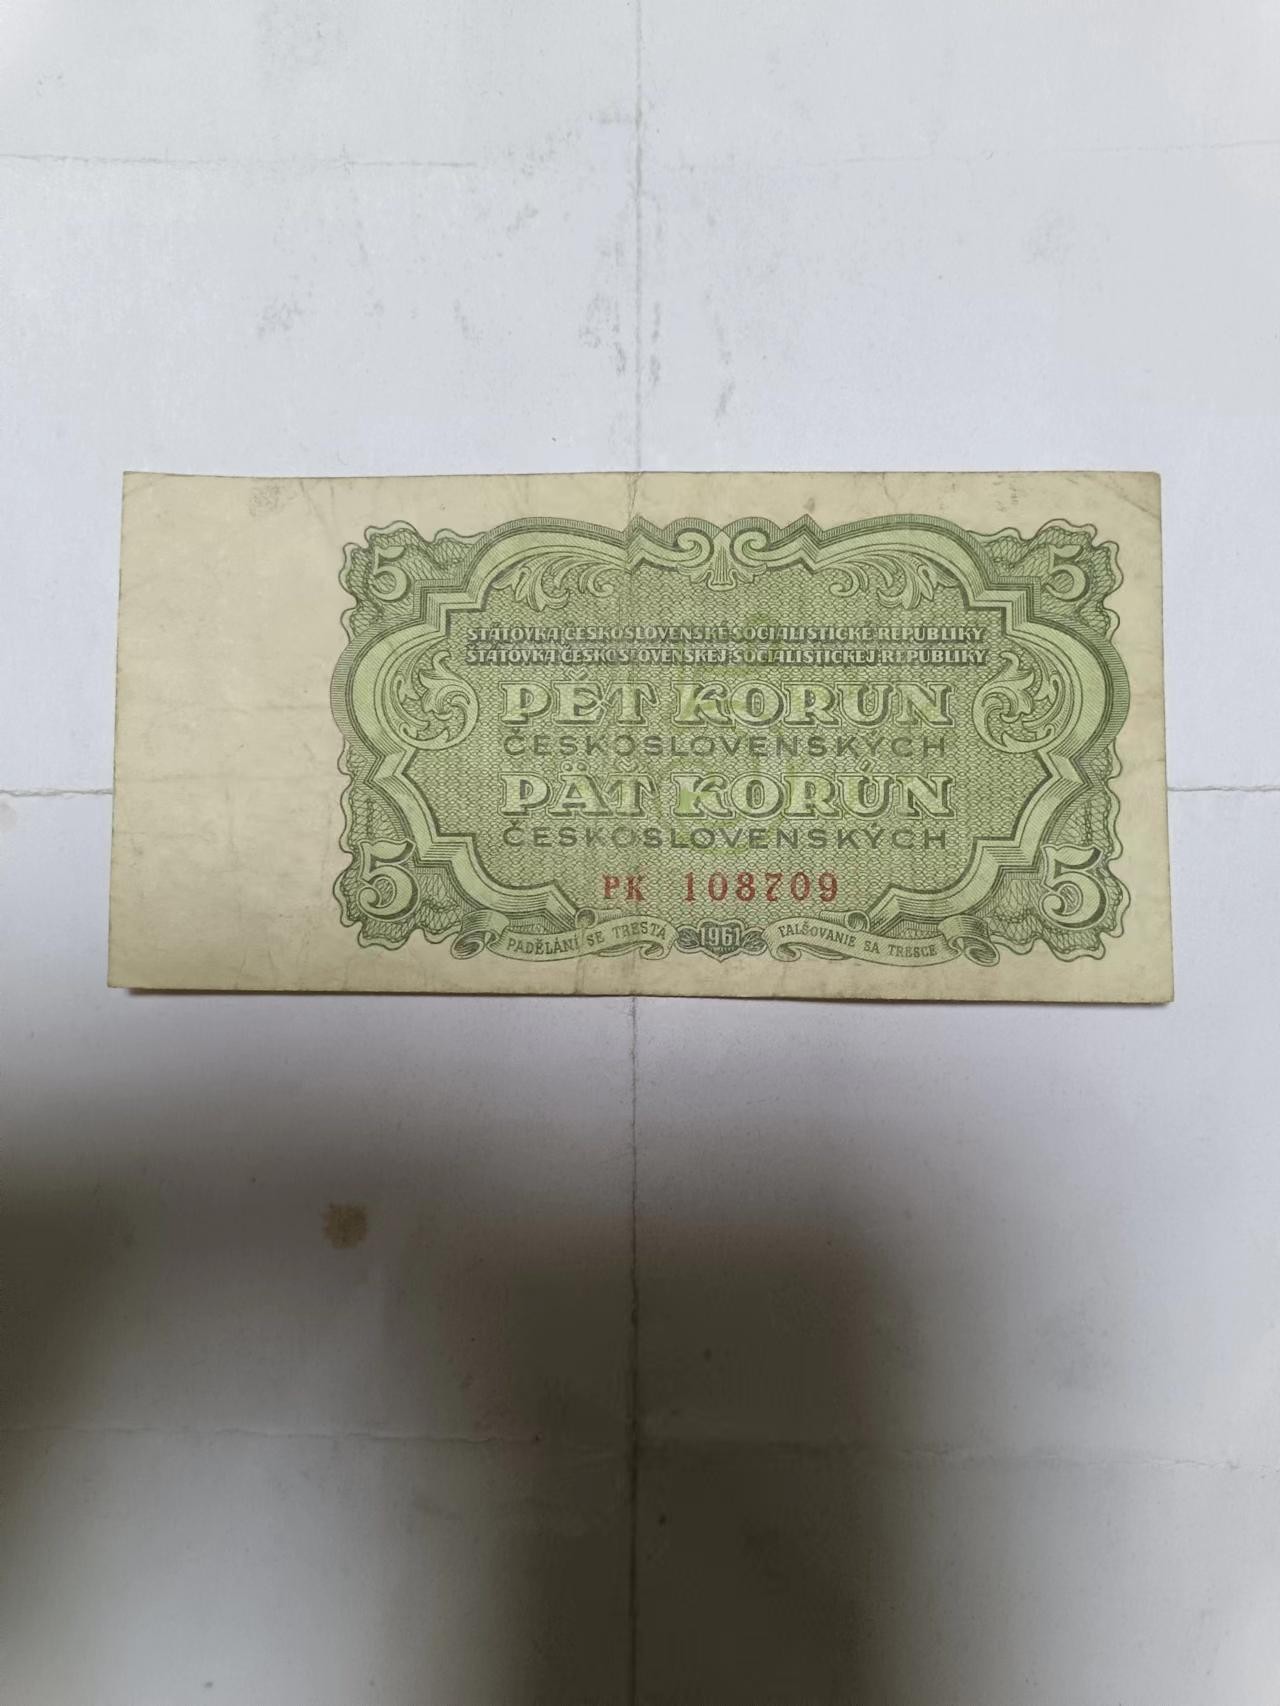 5 5
STÁTOVKA ČESKOSLOVENSKÉ SOCIALISTICKÉ REPUBLIKY
ŠTÁTOVKA ČESKOSLOVENSKEJ SOCIALISTICKEJ REPUBLIKY
PĚT KORUN
ČESKOSLOVENSKÝCH
PÄŤ KORÚN
ČESKOSLOVENSKÝCH
5 PK 108709 5
PADĚLÁNÍ SE TRESTÁ 1961 FALŠOVANIE SA TRESCE